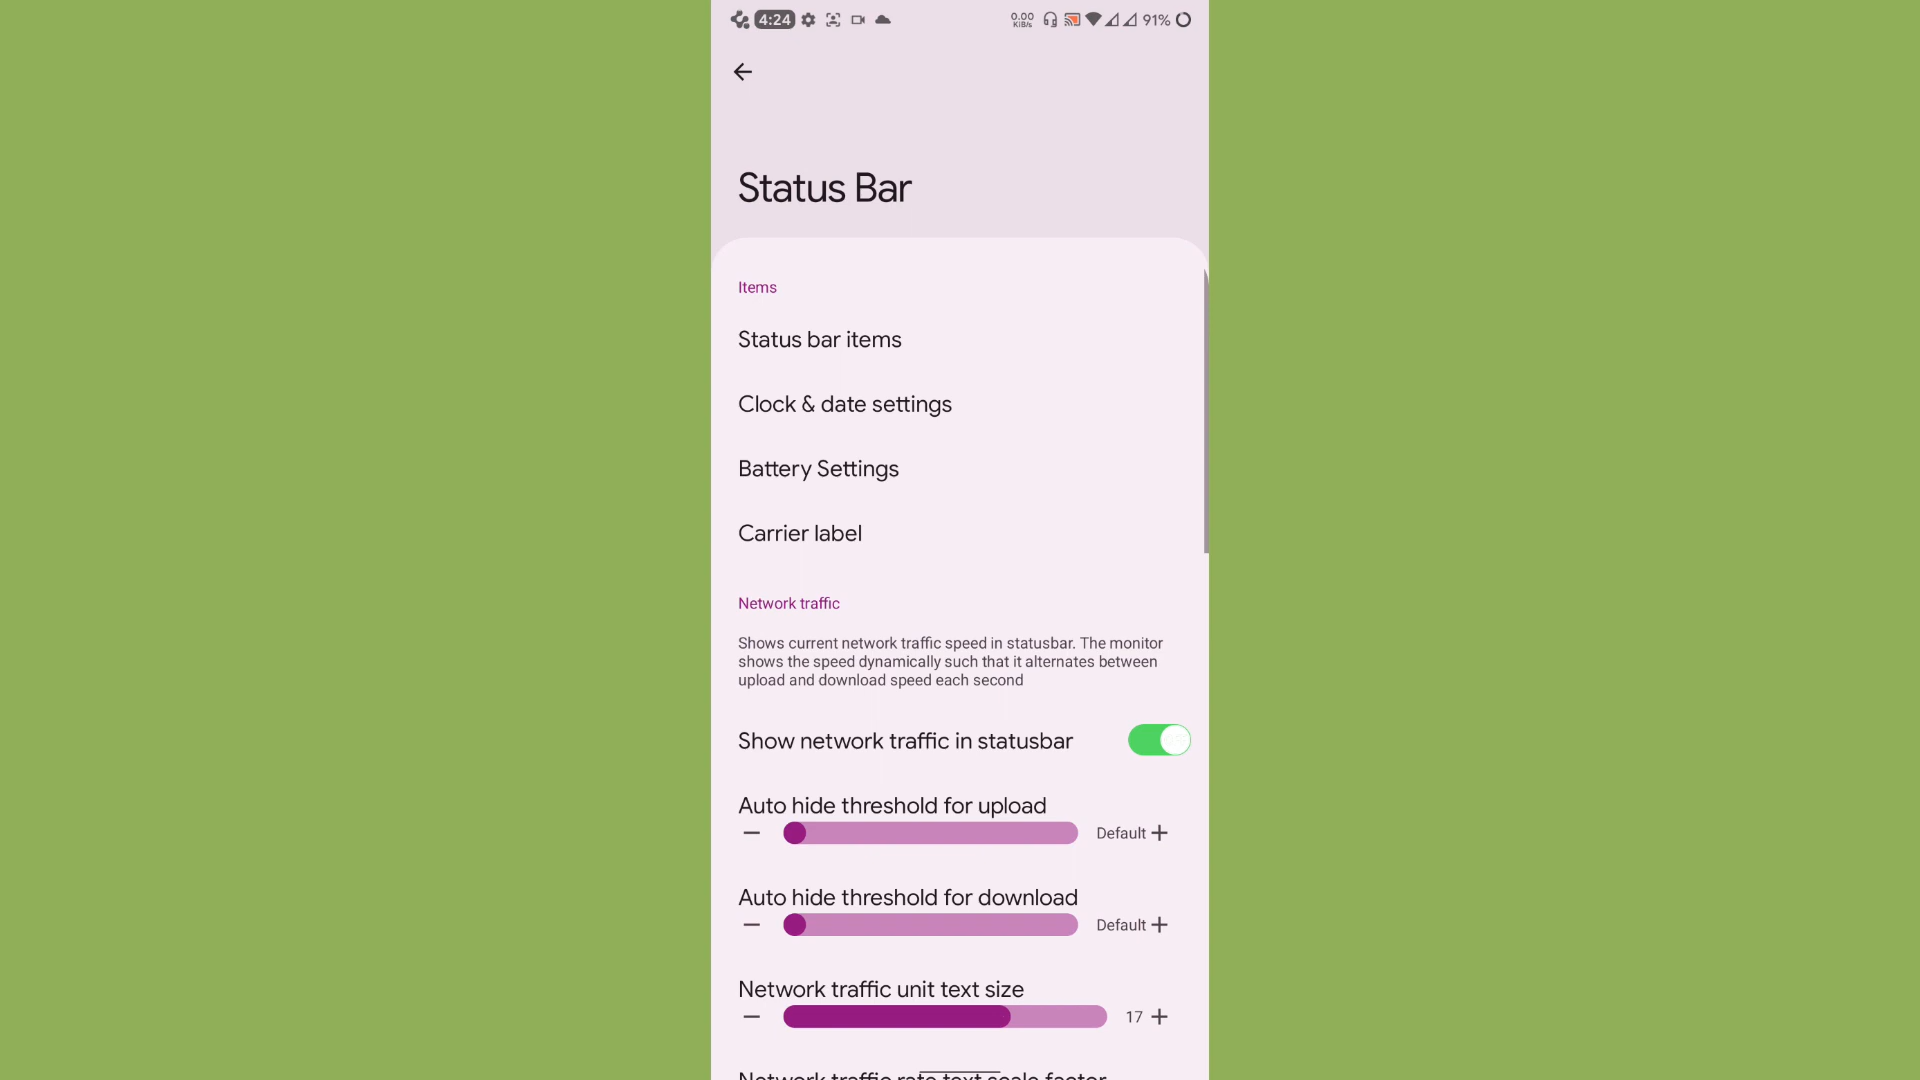 4:24 0.00 KiB/s 91%
Status Bar
Items
Status bar items
Clock & date settings
Battery Settings
Carrier label
Network traffic
Shows current network traffic speed in statusbar. The monitor
shows the speed dynamically such that it alternates between
upload and download speed each second
Show network traffic in statusbar
Auto hide threshold for upload
Default
Auto hide threshold for download
Default
Network traffic unit text size
17
Network traffic rate text scale factor